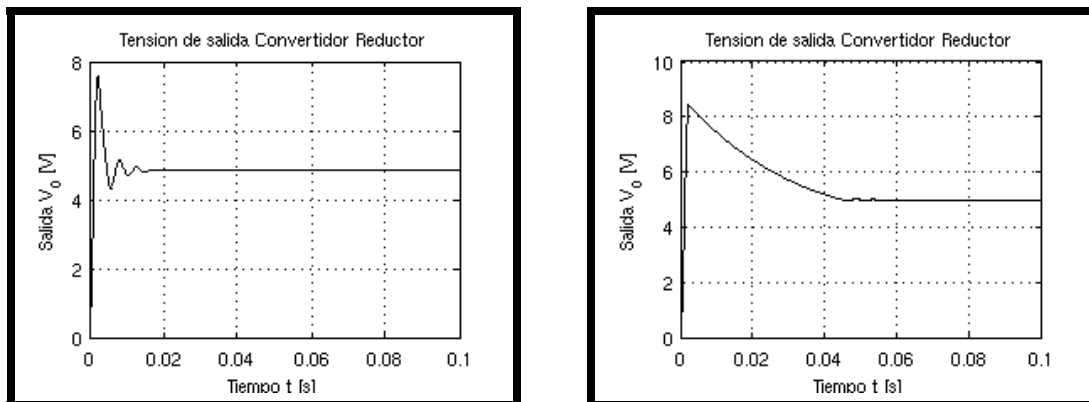 Tension de salida Convertidor Reductor
8
6
4
2
0
Salida V0 [V]
0 0.02 0.04 0.06 0.08 0.1
Tiempo t [s]
Tension de salida Convertidor Reductor
10
8
6
4
2
0
Salida V0 [V]
0 0.02 0.04 0.06 0.08 0.1
Tiempo t [s]